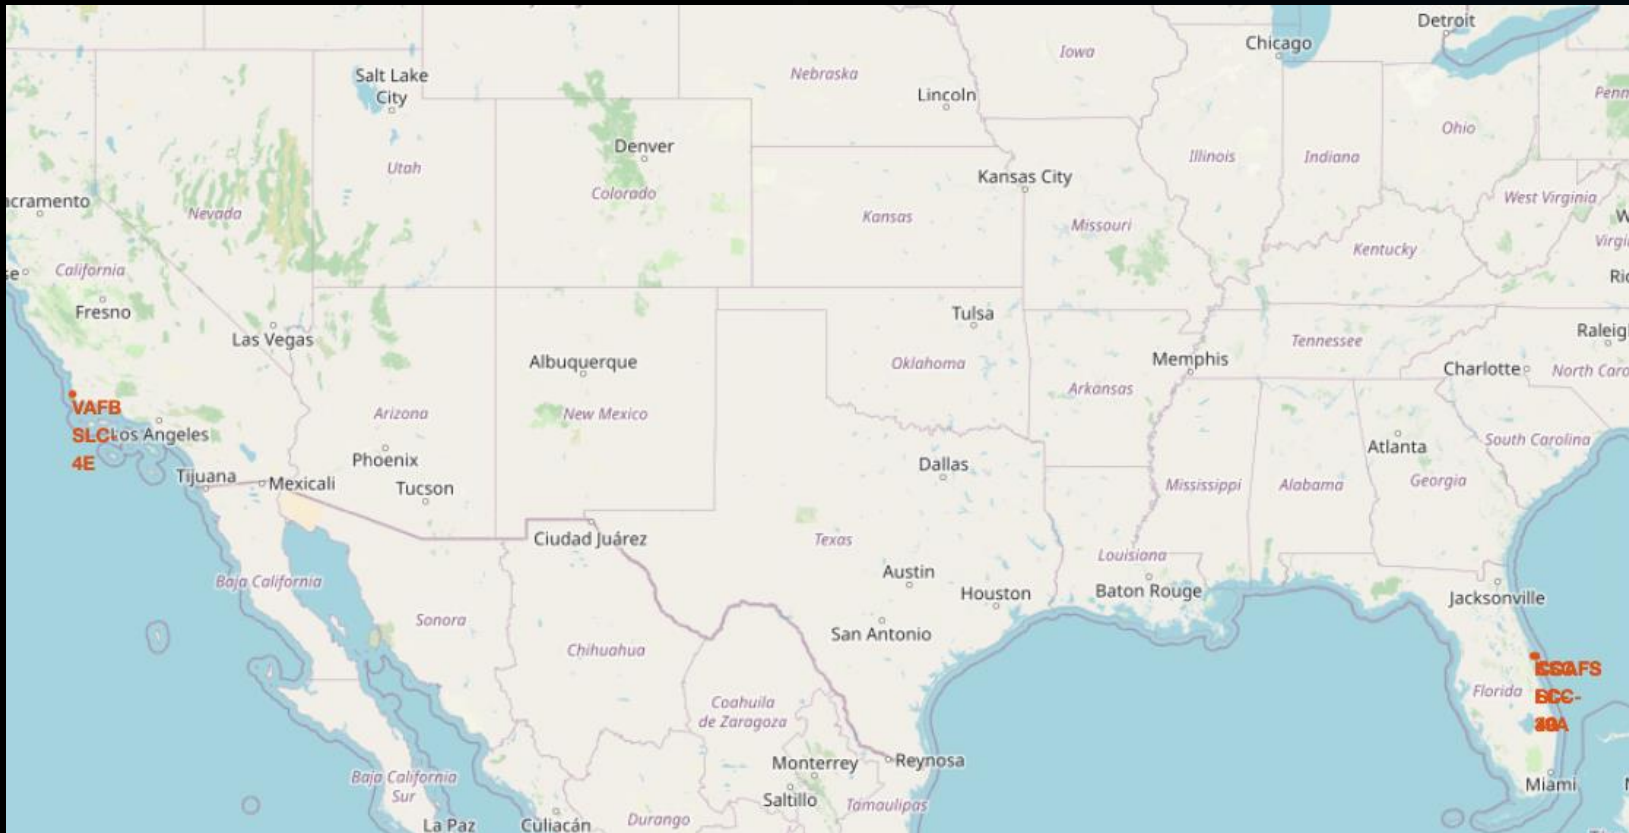 Detroit
Chicago
Iowa
Nebraska
Salt Lake
City
Lincoln
Penn
Ohio
Denver
Illinois
Indiana
Utah
Kansas City
Colorado
West Virginia
acramento
Nevada
Kansas
Missouri
W
Virgi
Kentucky
California
se
Ric
Fresno
Tulsa
Las Vegas
Raleig
Tennessee
Memphis
Albuquerque
Oklahoma
Charlotte
North Caro
Arkansas
VAFB
SLC-
4E
Arizona
New Mexico
Los Angeles
South Carolina
Atlanta
Phoenix
Dallas
Tijuana
Mexicali
Tucson
Mississippi
Alabama
Georgia
Ciudad Juárez
Texas
Louisiana
Austin
Baja California
Houston
Baton Rouge
Jacksonville
Sonora
San Antonio
Chihuahua
Florida
Coahuila
de Zaragoza
Monterrey
Reynosa
Baja California
Sur
Miami
Saltillo
Tamaulipas
La Paz
Culiacán
Durango